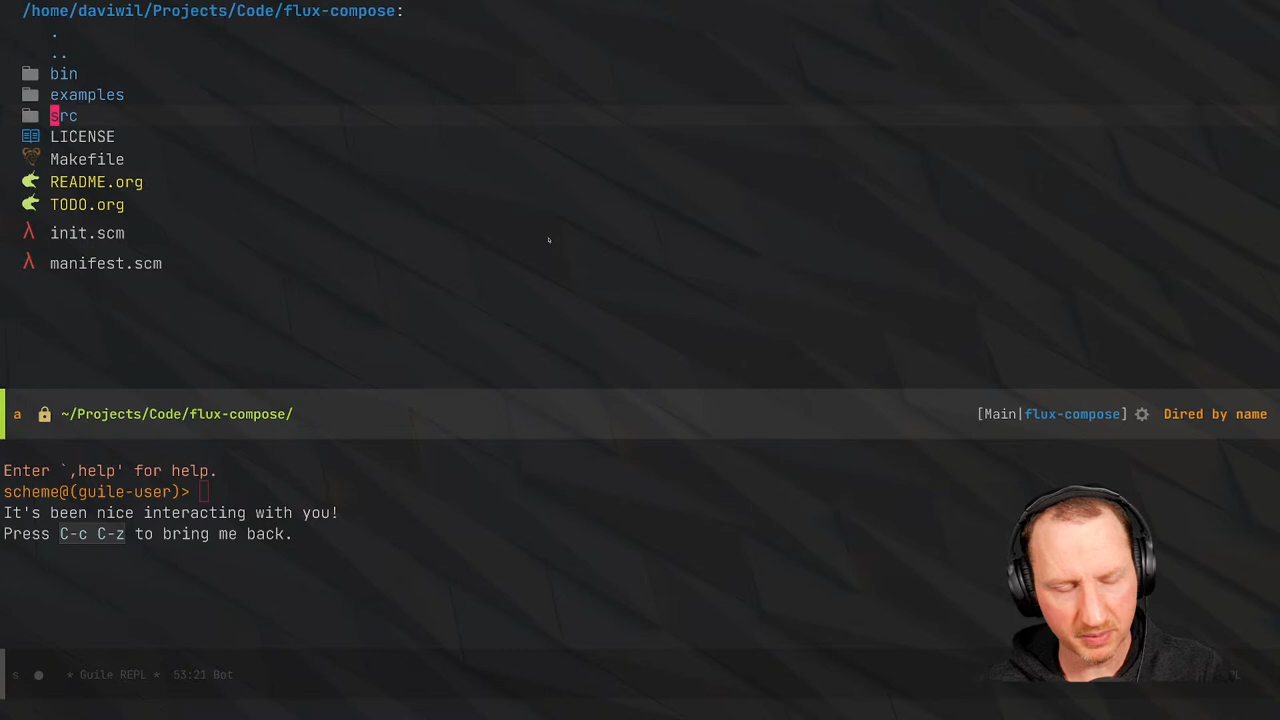 /home/daviwil/Projects/Code/flux-compose:
.
..
bin
examples
src
LICENSE
Makefile
README.org
TODO.org
init.scm
manifest.scm
a ~/Projects/Code/flux-compose/ [Main|flux-compose] Dired by name
Enter `,help' for help.
scheme@(guile-user)>
It's been nice interacting with you!
Press C-c C-z to bring me back.
s * Guile REPL * 53:21 Bot